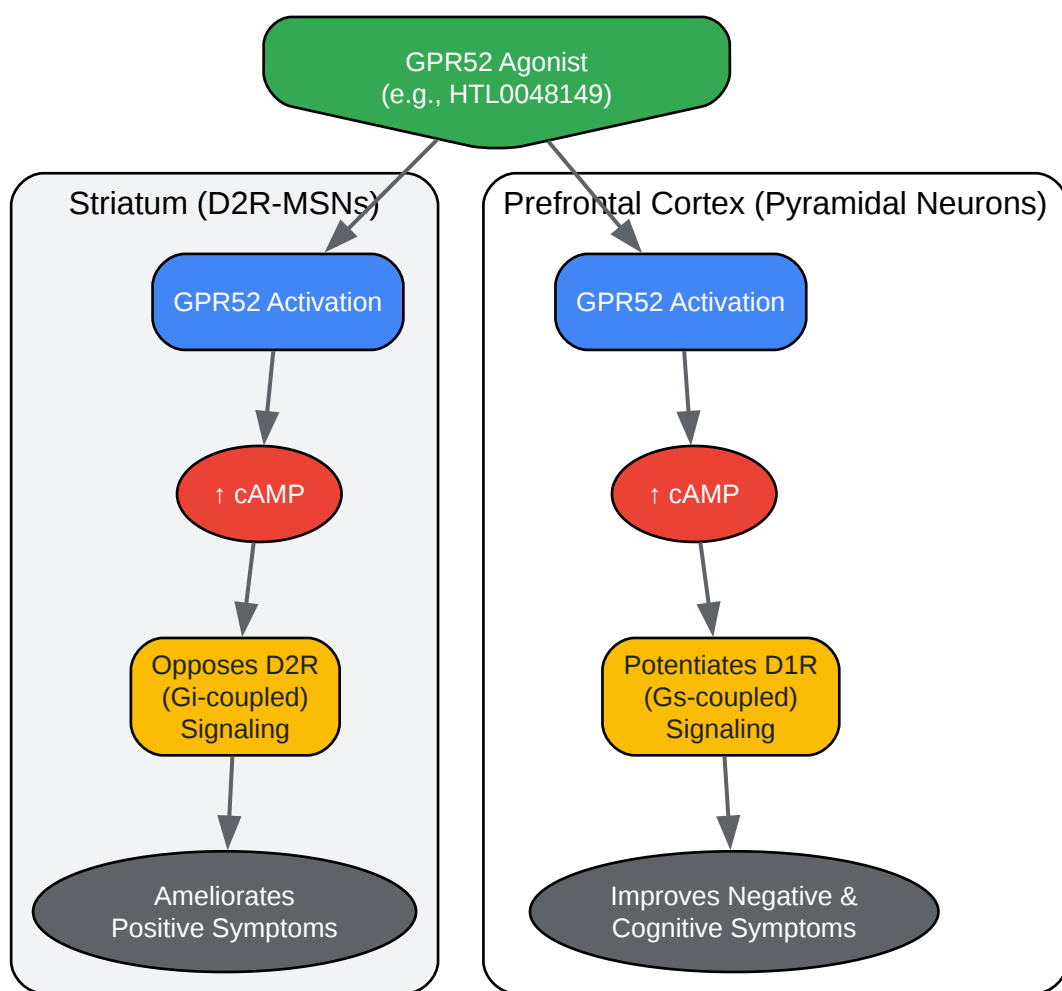 GPR52 Agonist
(e.g., HTL0048149)
Striatum (D2R-MSNs)
GPR52 Activation
↑ cAMP
Opposes D2R
(Gi-coupled)
Signaling
Ameliorates
Positive Symptoms
Prefrontal Cortex (Pyramidal Neurons)
GPR52 Activation
↑ cAMP
Potentiates D1R
(Gs-coupled)
Signaling
Improves Negative &
Cognitive Symptoms